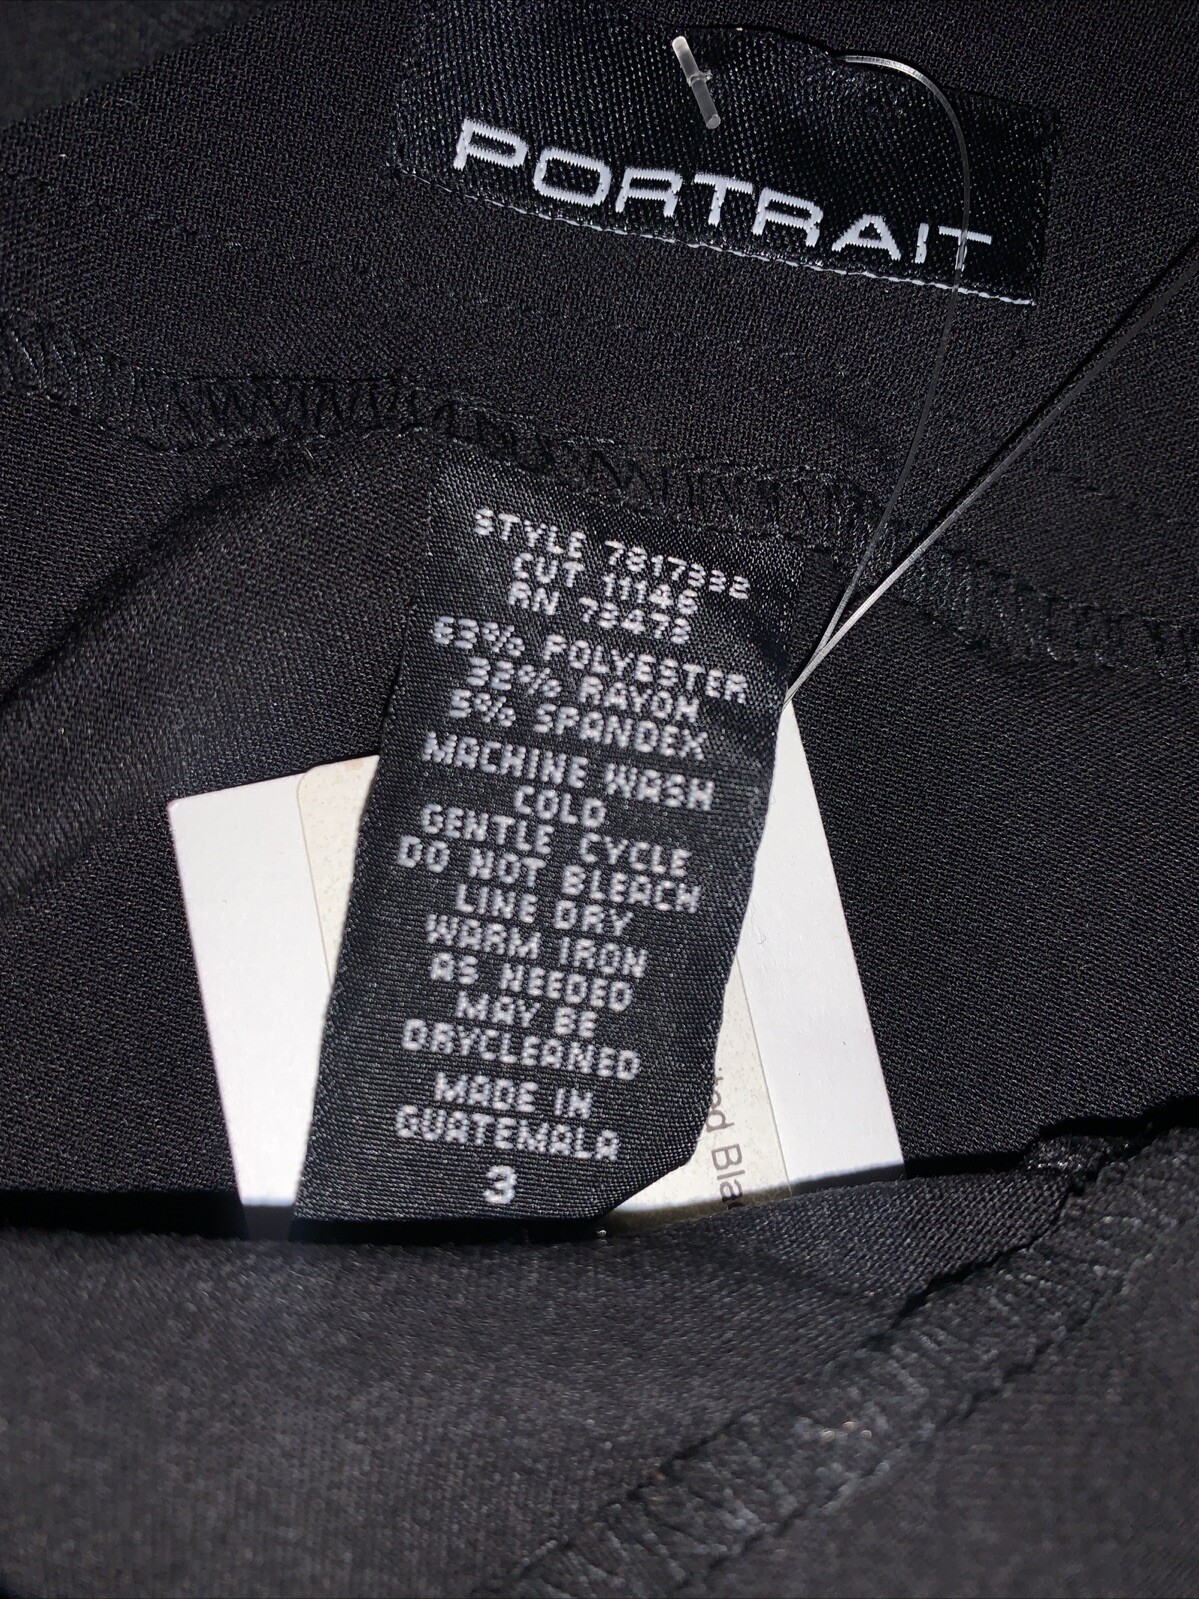 PORTRAIT
STYLE 7817332
CUT 11146
RN 73472
63% POLYESTER
32% RAYON
5% SPANDEX
MACHINE WASH
COLD
GENTLE CYCLE
DO NOT BLEACH
LINE DRY
WARM IRON
AS NEEDED
MAY BE
DRYCLEANED
MADE IN
GUATEMALA
3